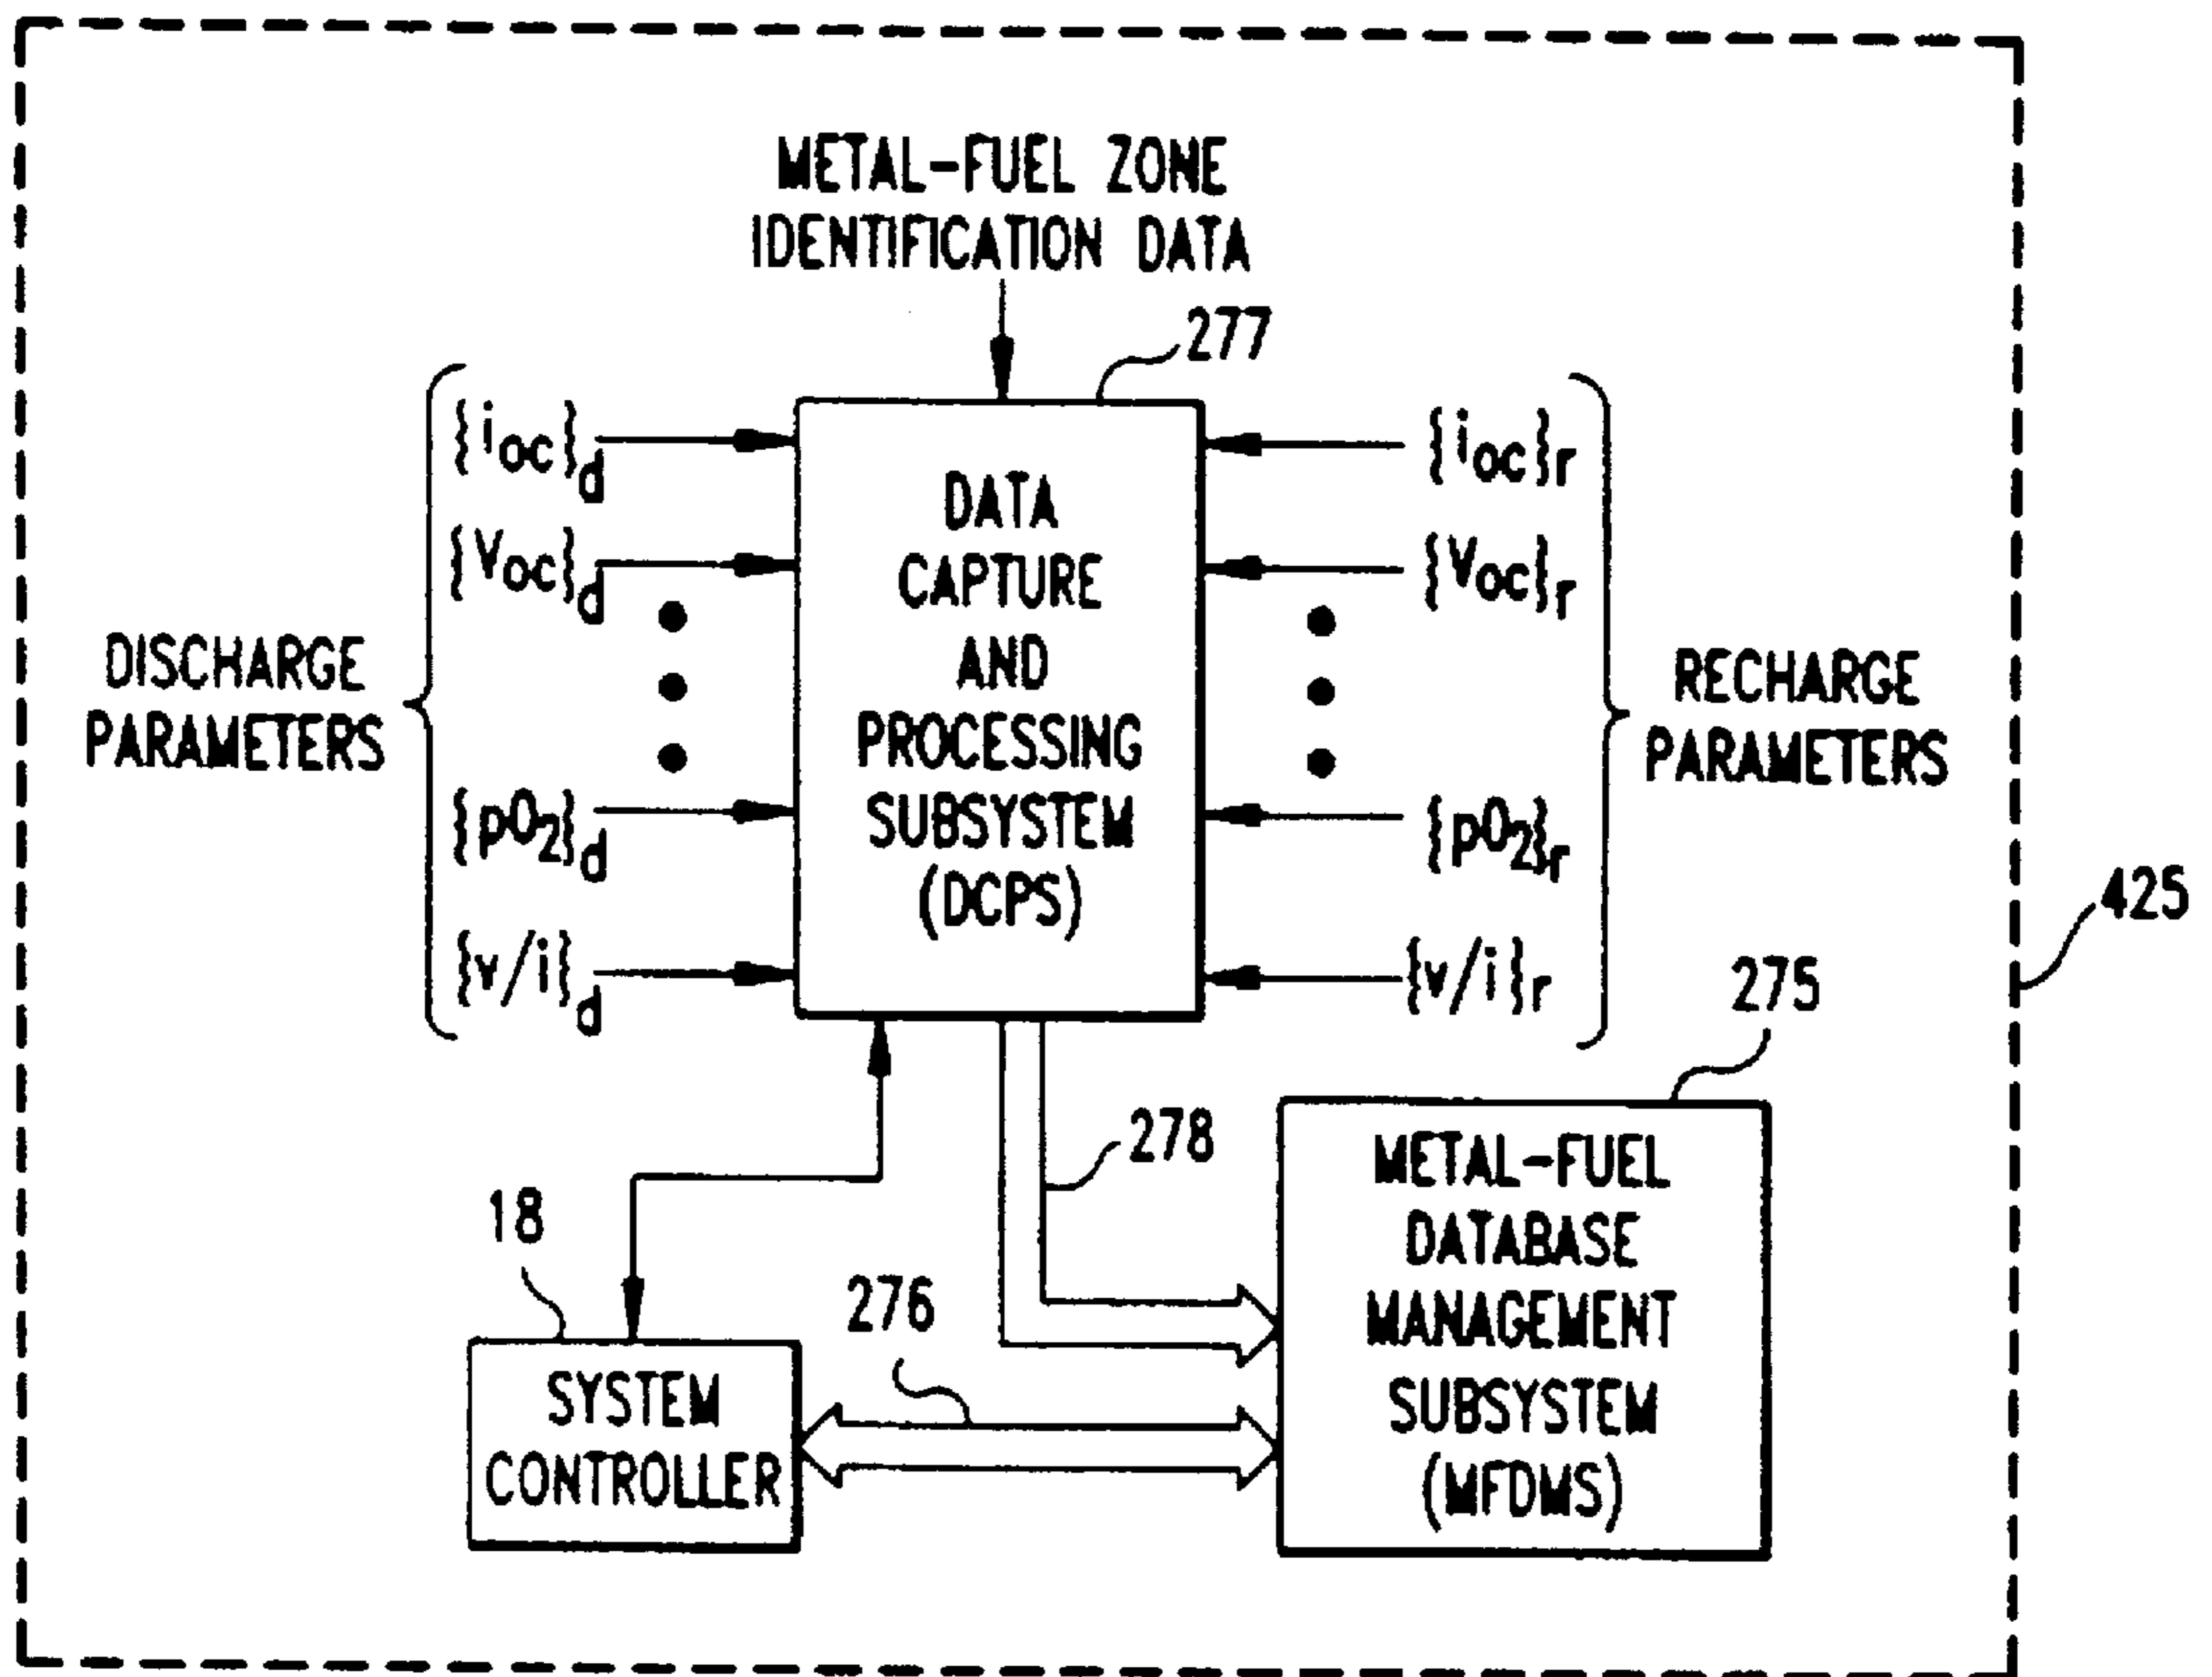 METAL-FUEL ZONE
IDENTIFICATION DATA
277
{ioc}d
{Voc}d
{pO2}d
{v/i}d
DISCHARGE
PARAMETERS
DATA
CAPTURE
AND
PROCESSING
SUBSYSTEM
(DCPS)
{ioc}r
{Voc}r
{pO2}r
{v/i}r
RECHARGE
PARAMETERS
425
275
278
18
276
SYSTEM
CONTROLLER
METAL-FUEL
DATABASE
MANAGEMENT
SUBSYSTEM
(MFDMS)